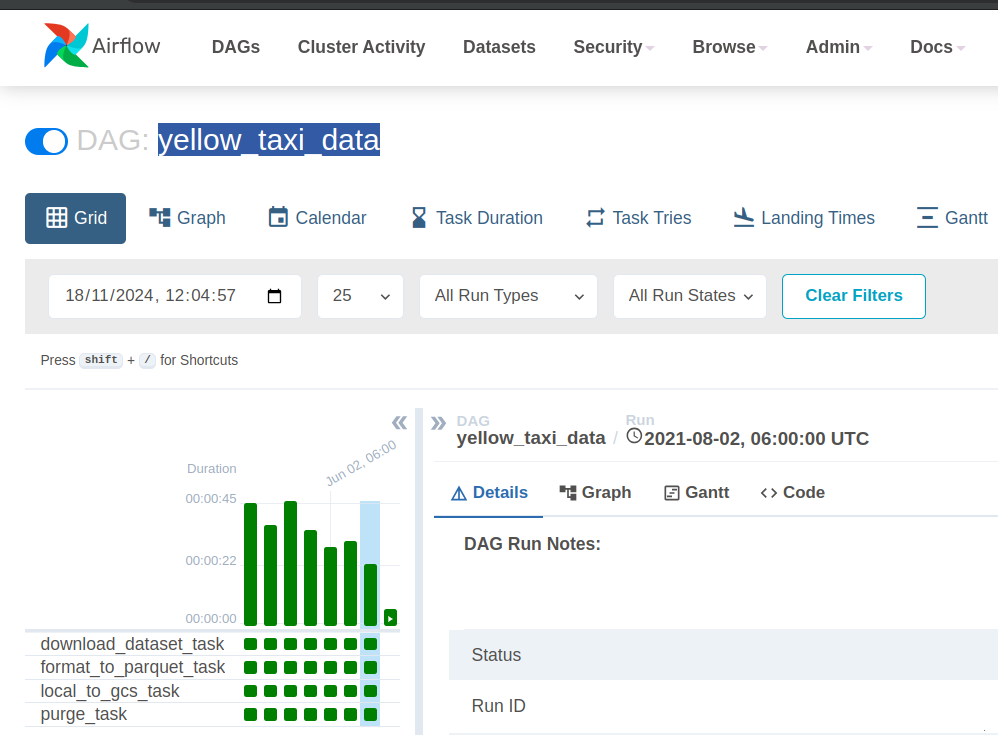 Airflow DAGs Cluster Activity Datasets Security Browse Admin Docs
DAG: yellow_taxi_data
Grid Graph Calendar Task Duration Task Tries Landing Times Gantt
18/11/2024, 12:04:57 25 All Run Types All Run States Clear Filters
Press shift + / for Shortcuts
DAG
yellow_taxi_data /
Run
2021-08-02, 06:00:00 UTC
Jun 02, 06:00
Duration
00:00:45
00:00:22
00:00:00
download_dataset_task
format_to_parquet_task
local_to_gcs_task
purge_task
Details Graph Gantt <> Code
DAG Run Notes:
Status
Run ID